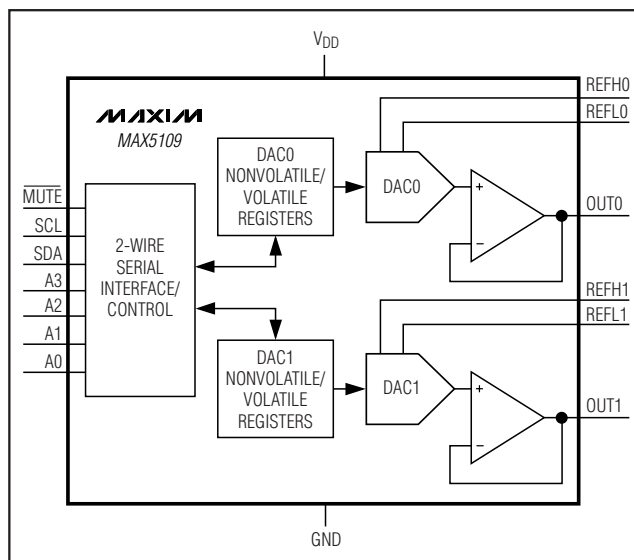 VDD
MAXIM
MAX5109
MUTE
SCL
SDA
A3
A2
A1
A0
2-WIRE
SERIAL
INTERFACE/
CONTROL
DAC0
NONVOLATILE/
VOLATILE
REGISTERS
DAC0
+
−
REFH0
REFL0
OUT0
DAC1
NONVOLATILE/
VOLATILE
REGISTERS
DAC1
+
−
REFH1
REFL1
OUT1
GND